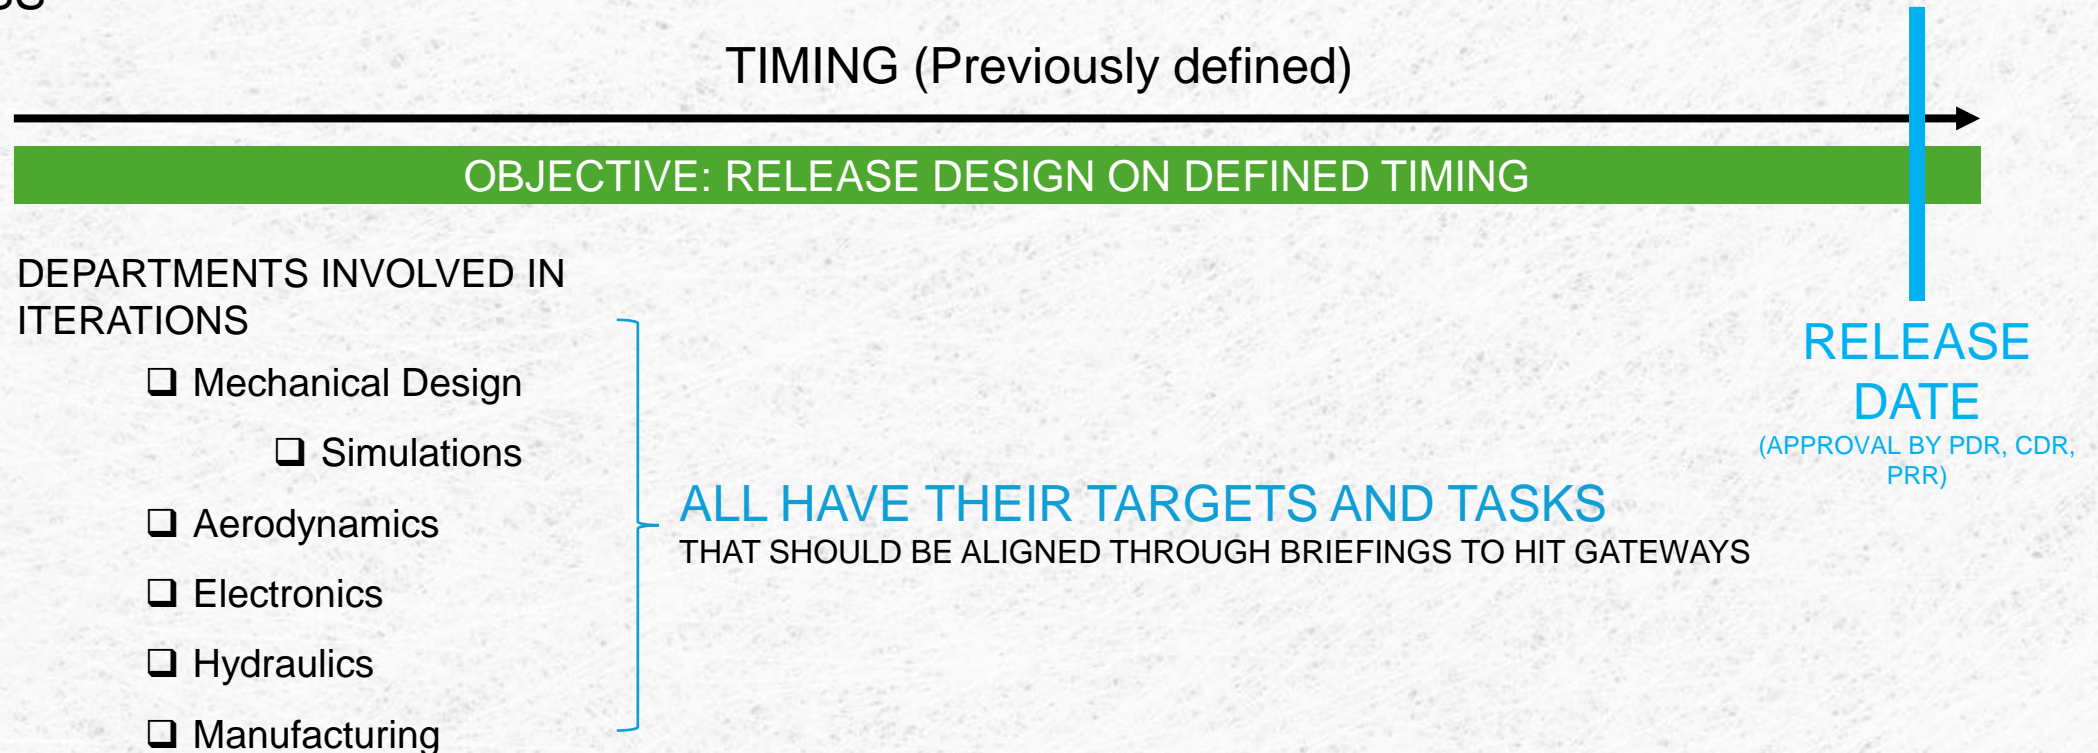 TIMING (Previously defined)
OBJECTIVE: RELEASE DESIGN ON DEFINED TIMING
DEPARTMENTS INVOLVED IN
ITERATIONS
❑ Mechanical Design
❑ Simulations
❑ Aerodynamics
❑ Electronics
❑ Hydraulics
❑ Manufacturing
ALL HAVE THEIR TARGETS AND TASKS
THAT SHOULD BE ALIGNED THROUGH BRIEFINGS TO HIT GATEWAYS
RELEASE
DATE
(APPROVAL BY PDR, CDR,
PRR)